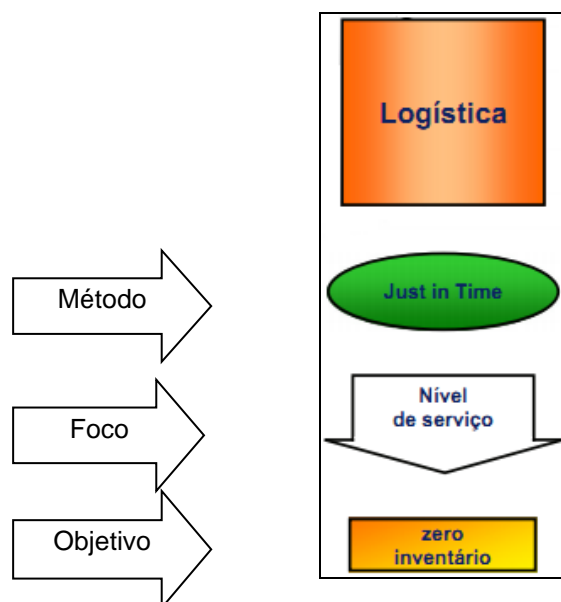 Logística
Método
Just in Time
Foco
Nível
de serviço
Objetivo
zero
inventário